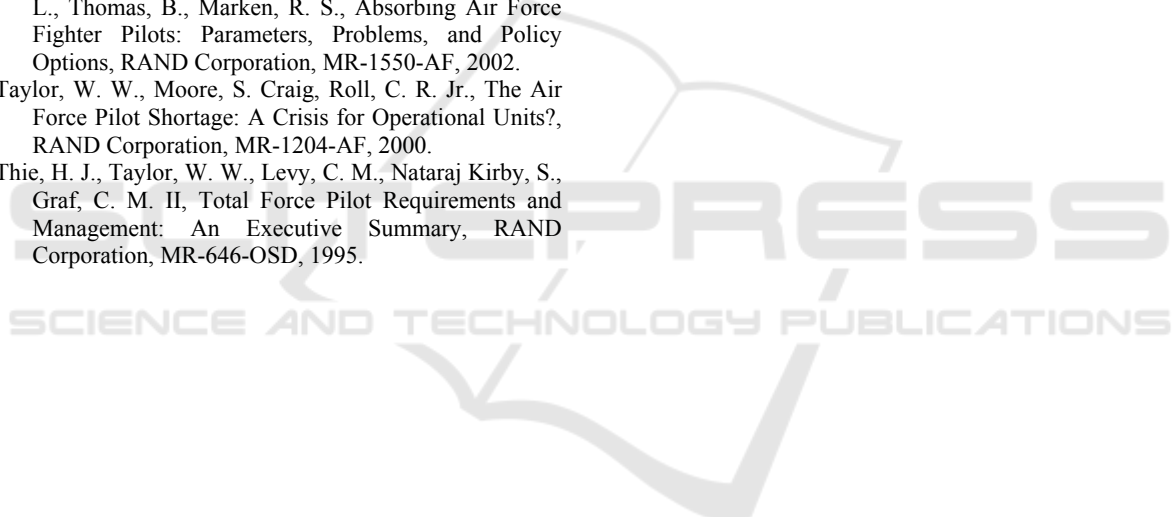 L., Thomas, B., Marken, R. S., Absorbing Air Force
Fighter Pilots: Parameters, Problems, and Policy
Options, RAND Corporation, MR-1550-AF, 2002.
Taylor, W. W., Moore, S. Craig, Roll, C. R. Jr., The Air
Force Pilot Shortage: A Crisis for Operational Units?,
RAND Corporation, MR-1204-AF, 2000.
Thie, H. J., Taylor, W. W., Levy, C. M., Nataraj Kirby, S.,
Graf, C. M. II, Total Force Pilot Requirements and
Management: An Executive Summary, RAND
Corporation, MR-646-OSD, 1995.
SCITEPRESS
SCIENCE AND TECHNOLOGY PUBLICATIONS